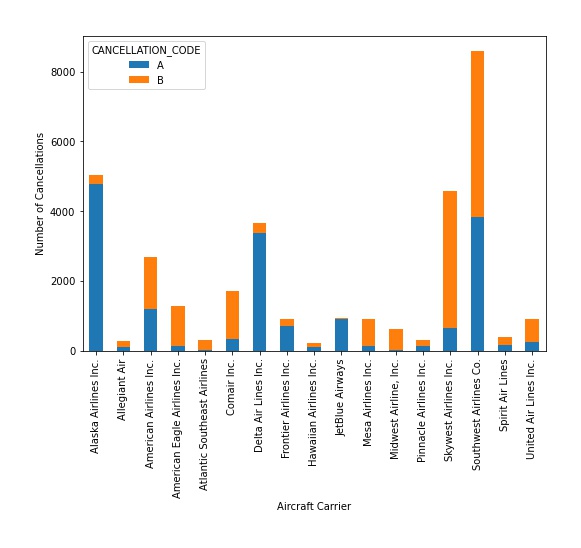 CANCELLATION_CODE
A
B
Number of Cancellations
8000
6000
4000
2000
0
Alaska Airlines Inc.
Allegiant Air
American Airlines Inc.
American Eagle Airlines Inc.
Atlantic Southeast Airlines
Comair Inc.
Delta Air Lines Inc.
Frontier Airlines Inc.
Hawaiian Airlines Inc.
JetBlue Airways
Mesa Airlines Inc.
Midwest Airline, Inc.
Pinnacle Airlines Inc.
Skywest Airlines Inc.
Southwest Airlines Co.
Spirit Air Lines
United Air Lines Inc.
Aircraft Carrier